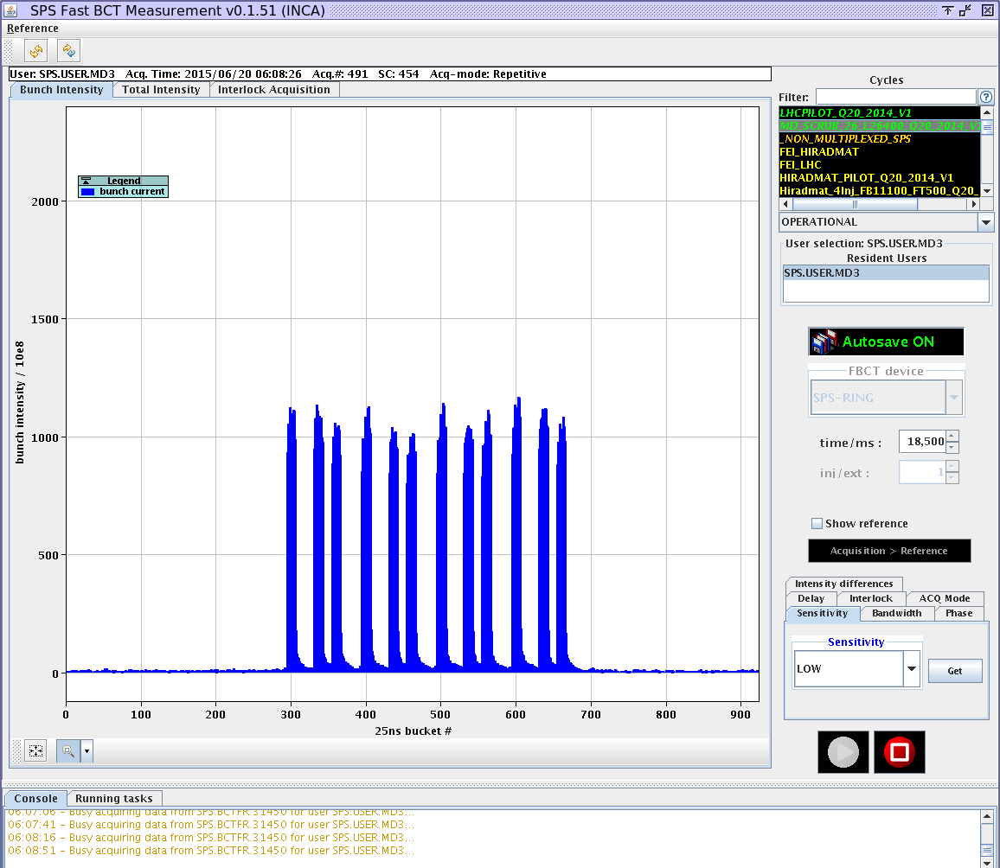 SPS Fast BCT Measurement v0.1.51 (INCA)
Reference
User: SPS.USER.MD3 Acq. Time: 2015/06/20 06:08:26 Acq.#: 491 SC: 454 Acq-mode: Repetitive
Bunch Intensity Total Intensity Interlock Acquisition
Legend
bunch current
2000
1500
1000
500
0
bunch intensity / 10e8
0 100 200 300 400 500 600 700 800 900
25ns bucket #
Cycles
Filter:
LHCPILOT_Q20_2014_V1
_NON_MULTIPLEXED_SPS
FEI_HIRADMAT
FEI_LHC
HIRADMAT_PILOT_Q20_2014_V1
Hiradmat_4Inj_FB11100_FT500_Q20_
OPERATIONAL
User selection: SPS.USER.MD3
Resident Users
SPS.USER.MD3
Autosave ON
FBCT device
SPS-RING
time/ms : 18,500
inj/ext : 1
Show reference
Acquisition > Reference
Intensity differences
Delay Interlock ACQ Mode
Sensitivity Bandwidth Phase
Sensitivity
LOW
Get
Console Running tasks
06:07:06 - Busy acquiring data from SPS.BCTFR.31450 for user SPS.USER.MD3...
06:07:41 - Busy acquiring data from SPS.BCTFR.31450 for user SPS.USER.MD3...
06:08:16 - Busy acquiring data from SPS.BCTFR.31450 for user SPS.USER.MD3...
06:08:51 - Busy acquiring data from SPS.BCTFR.31450 for user SPS.USER.MD3...